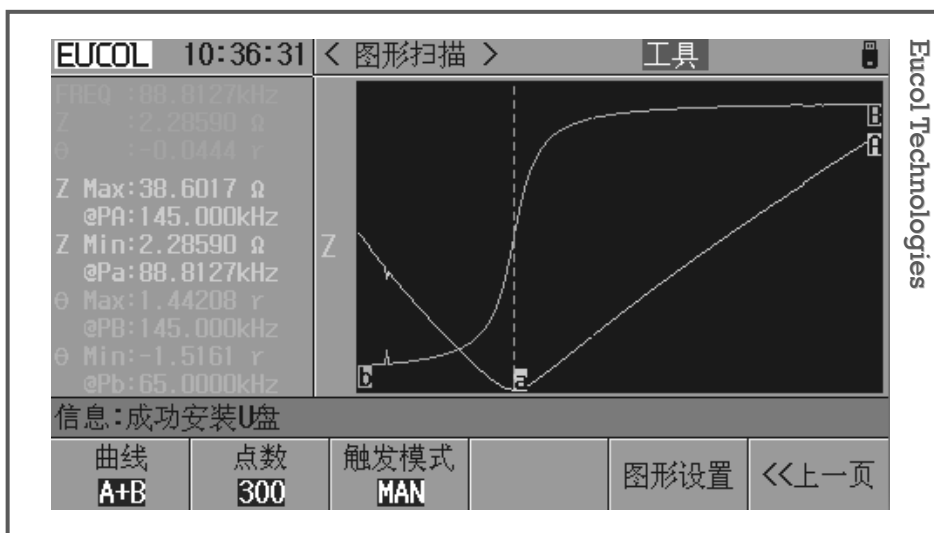 EUCOL 10:36:31 < 图形扫描 > 工具
FREQ :88.8127kHz
Z :2.28590 Ω
θ :-0.0444 r
Z Max:38.6017 Ω
@PA:145.000kHz
Z Min:2.28590 Ω
@Pa:88.8127kHz
θ Max:1.44208 r
@PB:145.000kHz
θ Min:-1.5161 r
@Pb:65.0000kHz
Z
B
A
b
a
信息:成功安装U盘
曲线 点数 触发模式 图形设置 <<上一页
A+B 300 MAN
Eucol Technologies